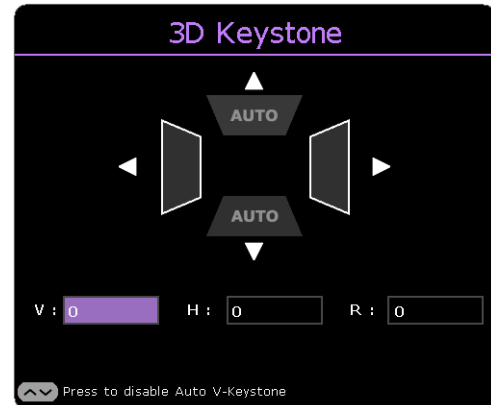 3D Keystone
AUTO
AUTO
V : 0 H : 0 R : 0
Press to disable Auto V-Keystone